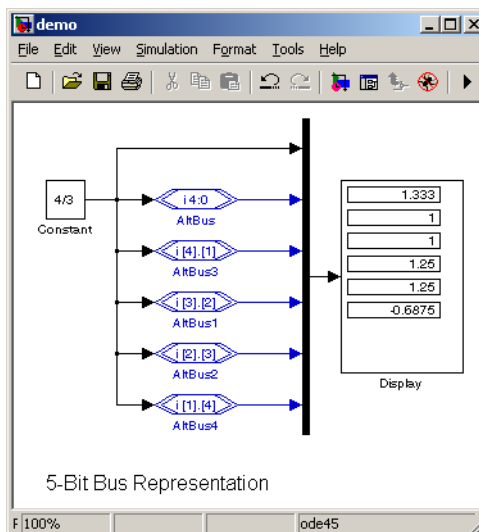 demo
File Edit View Simulation Format Tools Help
4/3
Constant
i 4:0
AltBus
i [4].[1]
AltBus3
i [3].[2]
AltBus1
i [2].[3]
AltBus2
i [1].[4]
AltBus4
1.333
1
1
1.25
1.25
-0.6875
Display
5-Bit Bus Representation
F 100% ode45